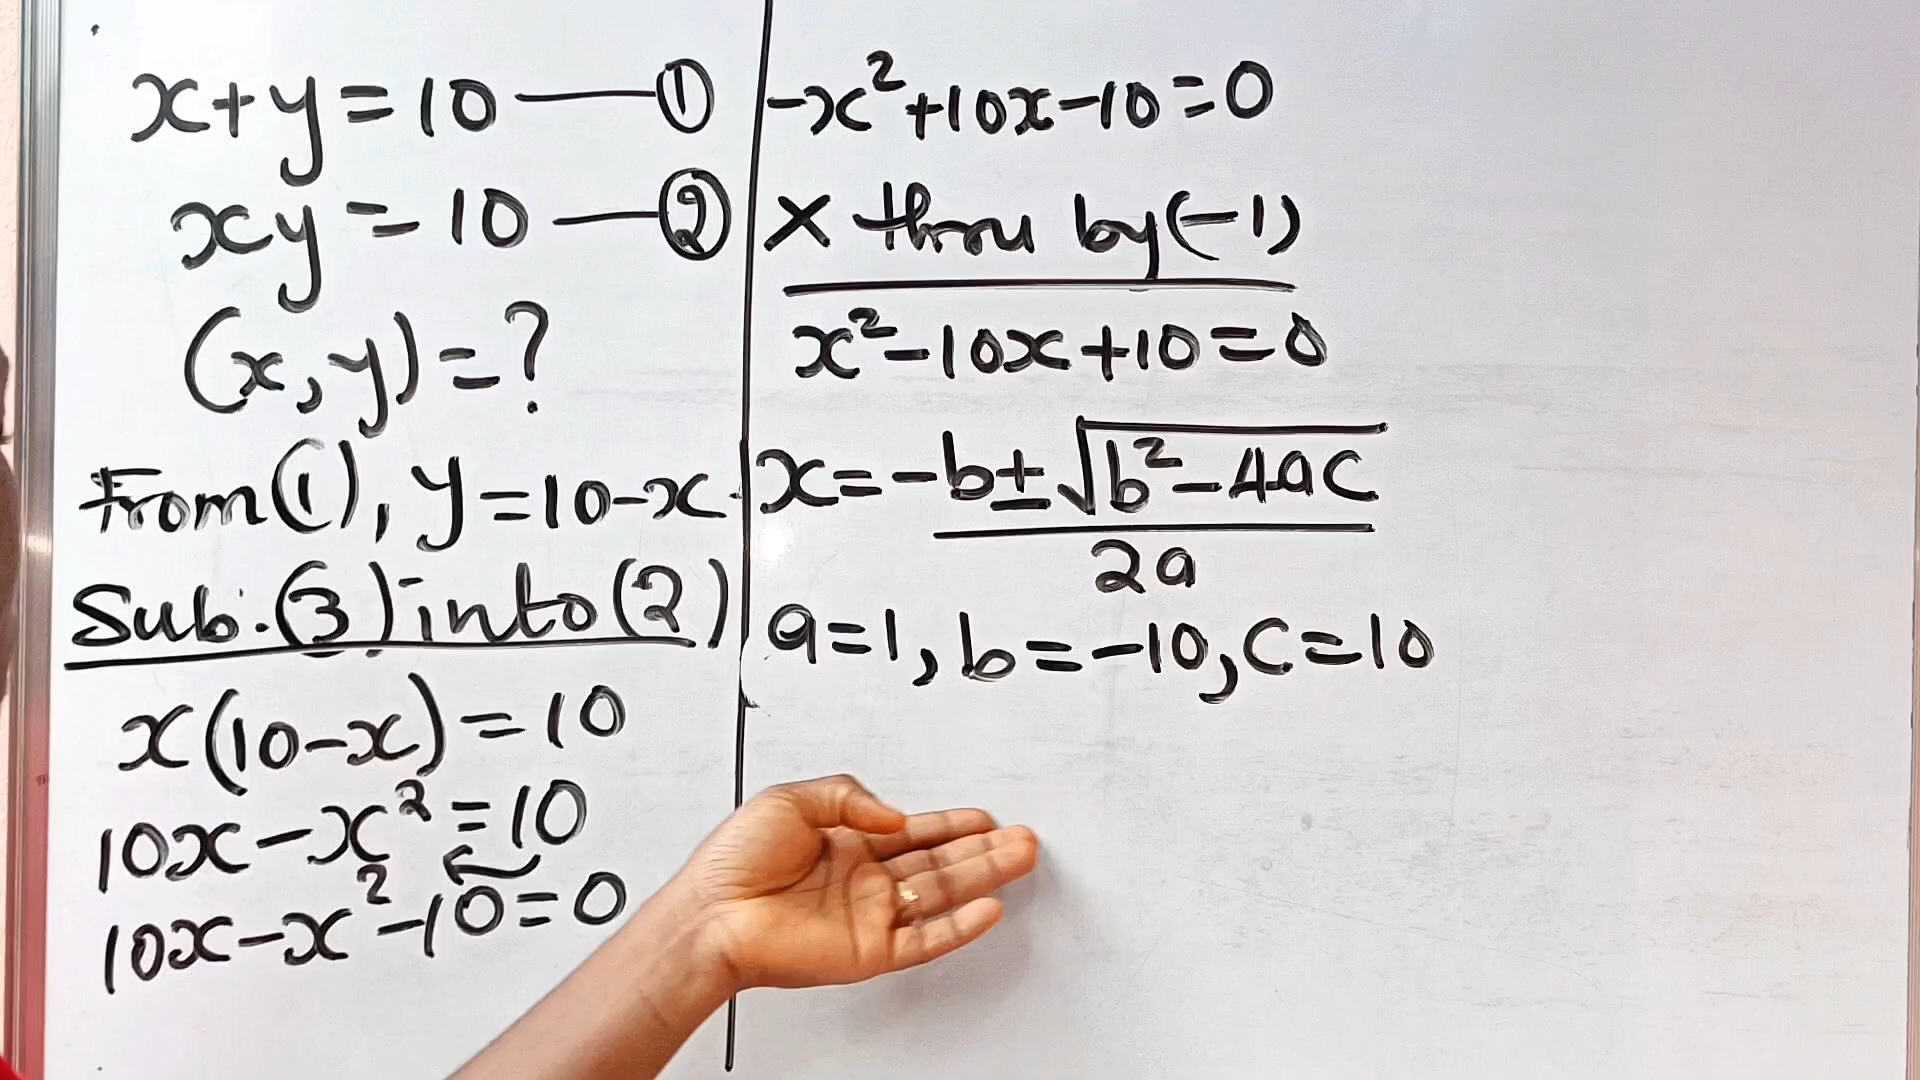 x+y=10 —— ①
xy=10 —— ②
(x,y)=?
From(1), y=10-x
Sub.(3) into (2)
x(10-x)=10
10x-x²=10
10x-x²-10=0
-x²+10x-10=0
× thru by(-1)
x²-10x+10=0
x=-b±√b²-4ac
2a
a=1, b=-10, c=10